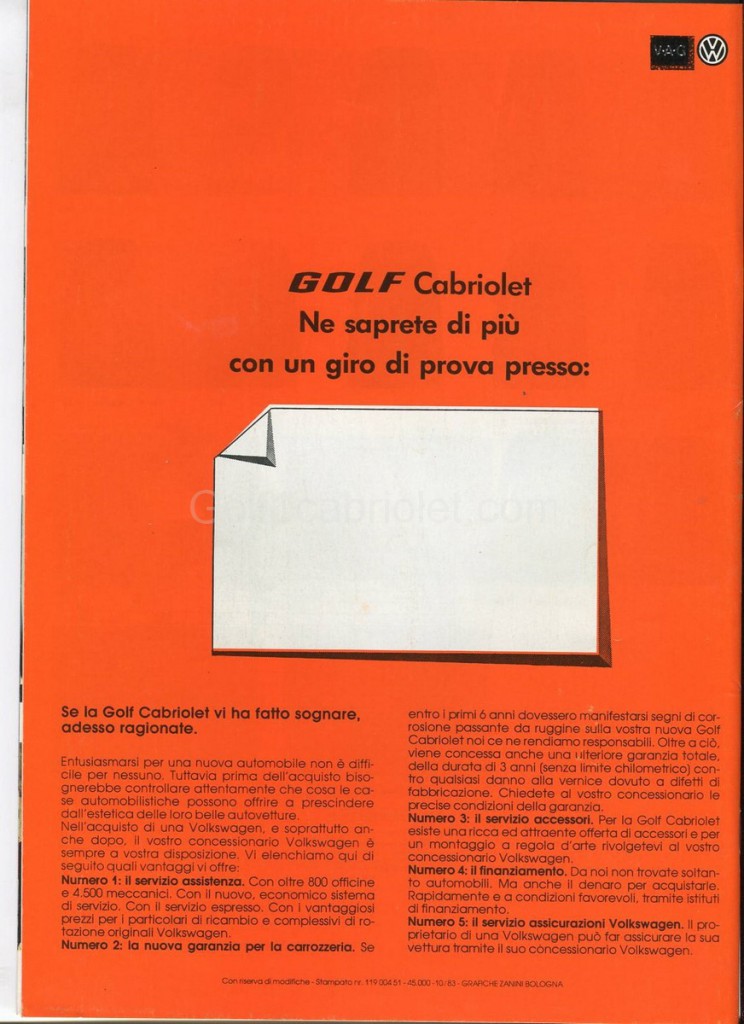 V·A·G
GOLF Cabriolet
Ne saprete di più
con un giro di prova presso:
Golf1cabriolet.com
Se la Golf Cabriolet vi ha fatto sognare,
adesso ragionate.
Entusiasmarsi per una nuova automobile non è diffi-
cile per nessuno. Tuttavia prima dell'acquisto biso-
gnerebbe controllare attentamente che cosa le ca-
se automobilistiche possono offrire a prescindere
dall'estetica delle loro belle autovetture.
Nell'acquisto di una Volkswagen, e soprattutto an-
che dopo, il vostro concessionario Volkswagen è
sempre a vostra disposizione. Vi elenchiamo qui di
seguito quali vantaggi vi offre:
Numero 1: il servizio assistenza. Con oltre 800 officine
e 4.500 meccanici. Con il nuovo, economico sistema
di servizio. Con il servizio espresso. Con i vantaggiosi
prezzi per i particolari di ricambio e complessivi di ro-
tazione originali Volkswagen.
Numero 2: la nuova garanzia per la carrozzeria. Se
entro i primi 6 anni dovessero manifestarsi segni di cor-
rosione passante da ruggine sulla vostra nuova Golf
Cabriolet noi ce ne rendiamo responsabili. Oltre a ciò,
viene concessa anche una ulteriore garanzia totale,
della durata di 3 anni (senza limite chilometrico) con-
tro qualsiasi danno alla vernice dovuto a difetti di
fabbricazione. Chiedete al vostro concessionario le
precise condizioni della garanzia.
Numero 3: il servizio accessori. Per la Golf Cabriolet
esiste una ricca ed attraente offerta di accessori e per
un montaggio a regola d'arte rivolgetevi al vostro
concessionario Volkswagen.
Numero 4: il finanziamento. Da noi non trovate soltan-
to automobili. Ma anche il denaro per acquistarle.
Rapidamente e a condizioni favorevoli, tramite istituti
di finanziamento.
Numero 5: il servizio assicurazioni Volkswagen. Il pro-
prietario di una Volkswagen può far assicurare la sua
vettura tramite il suo concessionario Volkswagen.
Con riserva di modifiche - Stampato nr. 119 004 51 - 45.000 - 10/83 - GRAFICHE ZANINI BOLOGNA